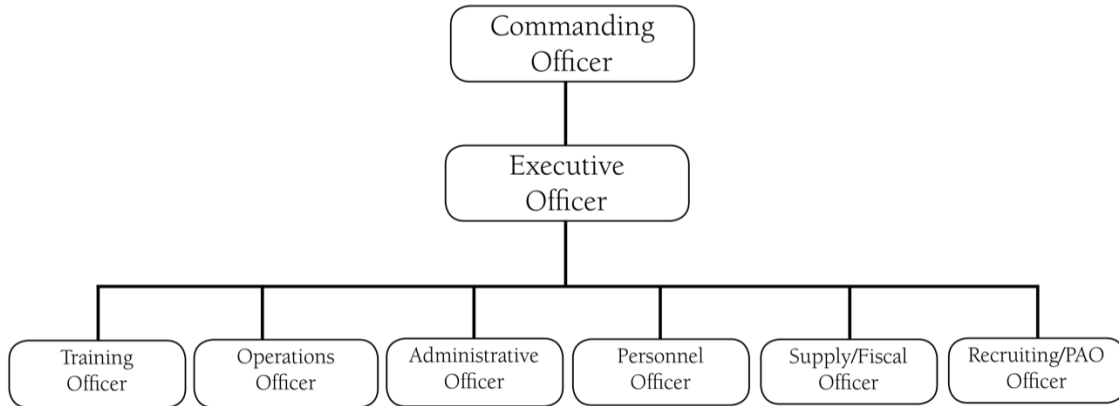 Commanding
Officer
Executive
Officer
Training
Officer
Operations
Officer
Administrative
Officer
Personnel
Officer
Supply/Fiscal
Officer
Recruiting/PAO
Officer